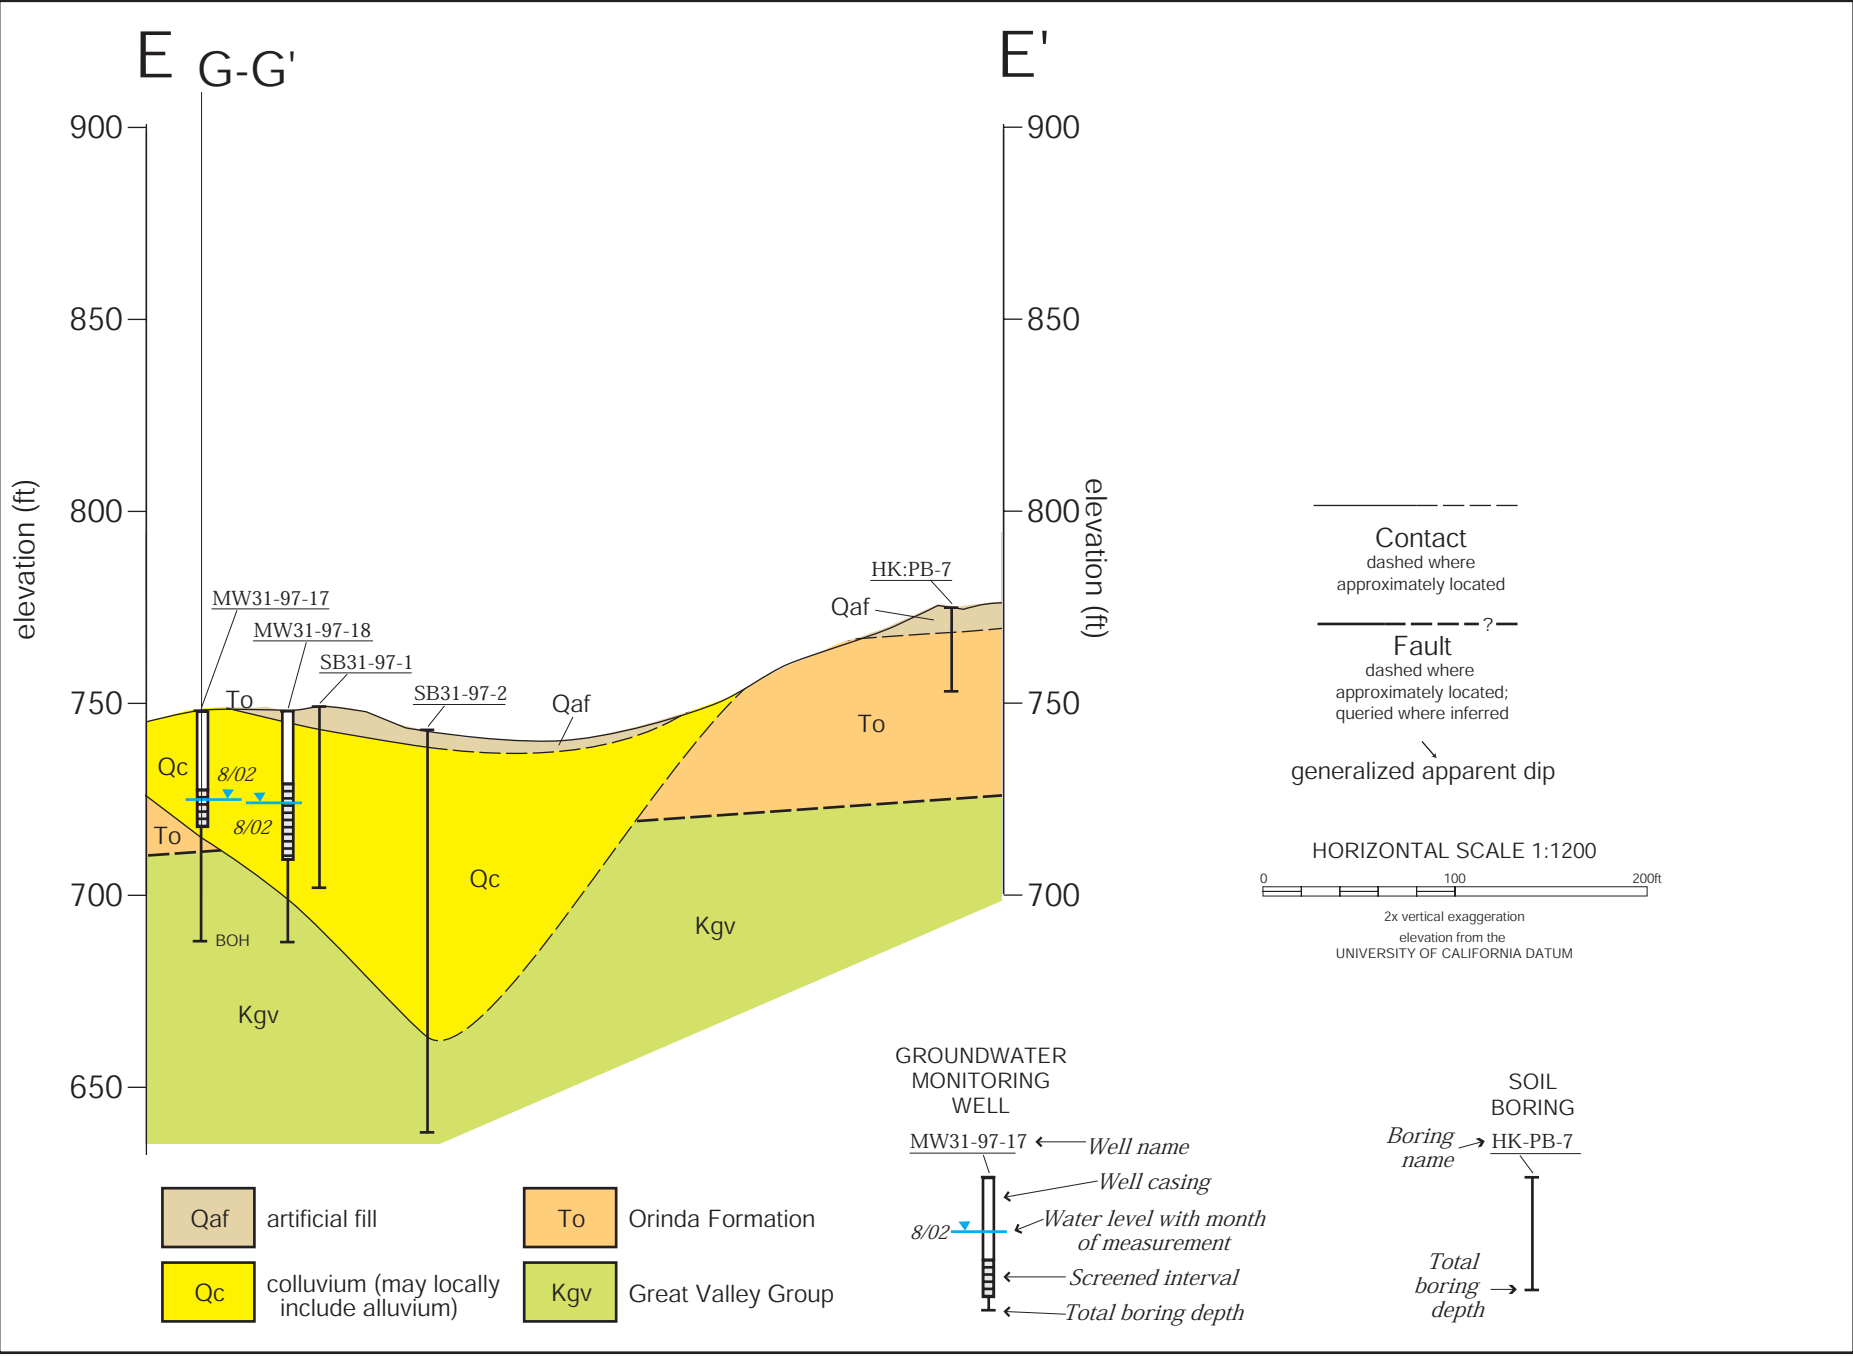 E
G-G'
E'
900
900
850
850
800
800
elevation (ft)
elevation (ft)
HK:PB-7
Qaf
MW31-97-17
MW31-97-18
SB31-97-1
SB31-97-2
Qaf
To
750
750
To
Qc
8/02
8/02
To
Qc
700
700
Kgv
BOH
Kgv
650
Contact
dashed where
approximately located
?
Fault
dashed where
approximately located;
queried where inferred
generalized apparent dip
HORIZONTAL SCALE 1:1200
0 100 200ft
2x vertical exaggeration
elevation from the
UNIVERSITY OF CALIFORNIA DATUM
GROUNDWATER
MONITORING
WELL
MW31-97-17
Well name
Well casing
8/02
Water level with month
of measurement
Screened interval
Total boring depth
SOIL
BORING
Boring
name
HK-PB-7
Total
boring
depth
Qaf
artificial fill
To
Orinda Formation
Qc
colluvium (may locally
include alluvium)
Kgv
Great Valley Group